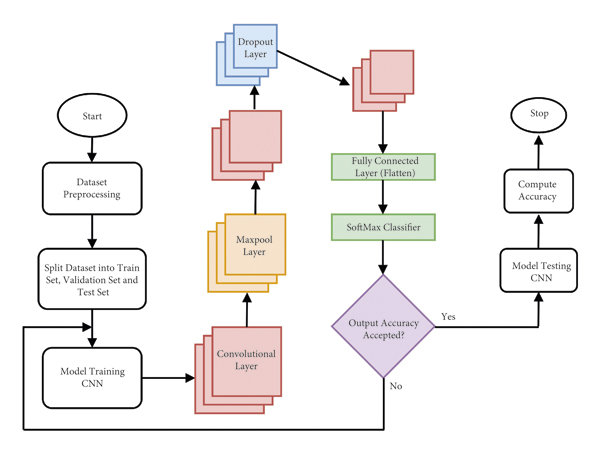 Start
Dataset
Preprocessing
Split Dataset into Train
Set, Validation Set and
Test Set
Model Training
CNN
Convolutional
Layer
Maxpool
Layer
Dropout
Layer
Fully Connected
Layer (Flatten)
SoftMax Classifier
Output Accuracy
Accepted?
No
Yes
Model Testing
CNN
Compute
Accuracy
Stop